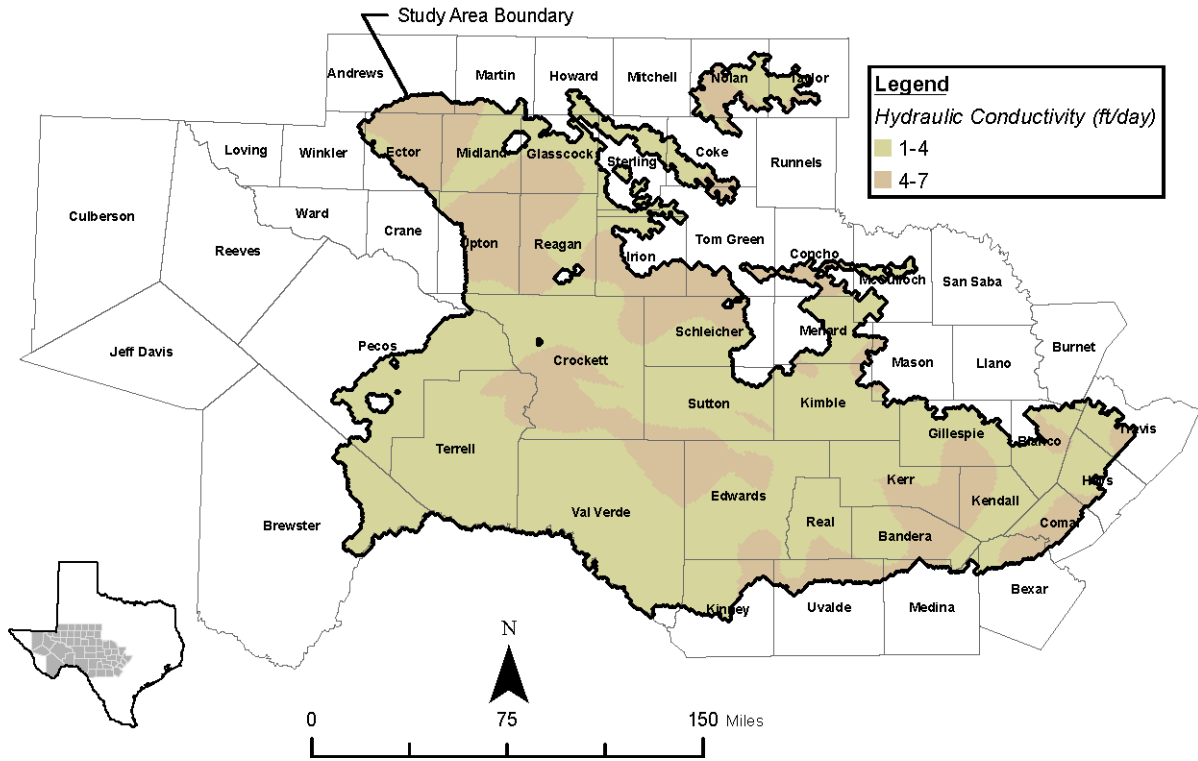 Study Area Boundary
Andrews
Martin
Howard
Mitchell
Nolan
Taylor
Legend
Hydraulic Conductivity (ft/day)
1-4
4-7
Loving
Winkler
Ector
Midland
Glasscock
Sterling
Coke
Runnels
Culberson
Ward
Reeves
Crane
Upton
Reagan
Irion
Tom Green
Concho
McCulloch
San Saba
Jeff Davis
Pecos
Crockett
Schleicher
Menard
Mason
Llano
Burnet
Sutton
Kimble
Gillespie
Blanco
Travis
Terrell
Edwards
Kerr
Kendall
Hays
Brewster
Val Verde
Real
Bandera
Comal
Kinney
Uvalde
Medina
Bexar
N
0
75
150 Miles